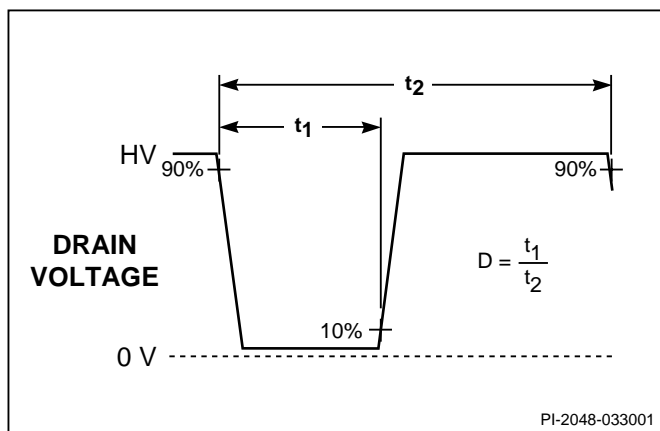 t2
t1
HV
90%
90%
DRAIN
VOLTAGE
D = t1
t2
10%
0 V
PI-2048-033001